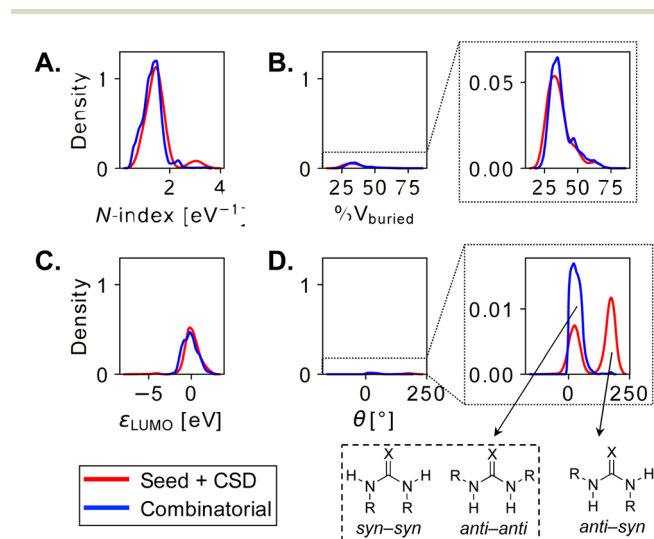 A.
1
0
Density
2
4
N-index [eV⁻¹]
B.
1
0
25
50
75
%V_buried
0.05
0.00
25
50
75
C.
1
0
Density
−5
0
ε_LUMO [eV]
D.
1
0
0
250
θ[°]
0.01
0.00
0
250
Seed + CSD
Combinatorial
X
H
N
N
H
R
R
syn–syn
X
R
N
N
R
H
H
anti–anti
X
R
N
N
H
H
R
anti–syn